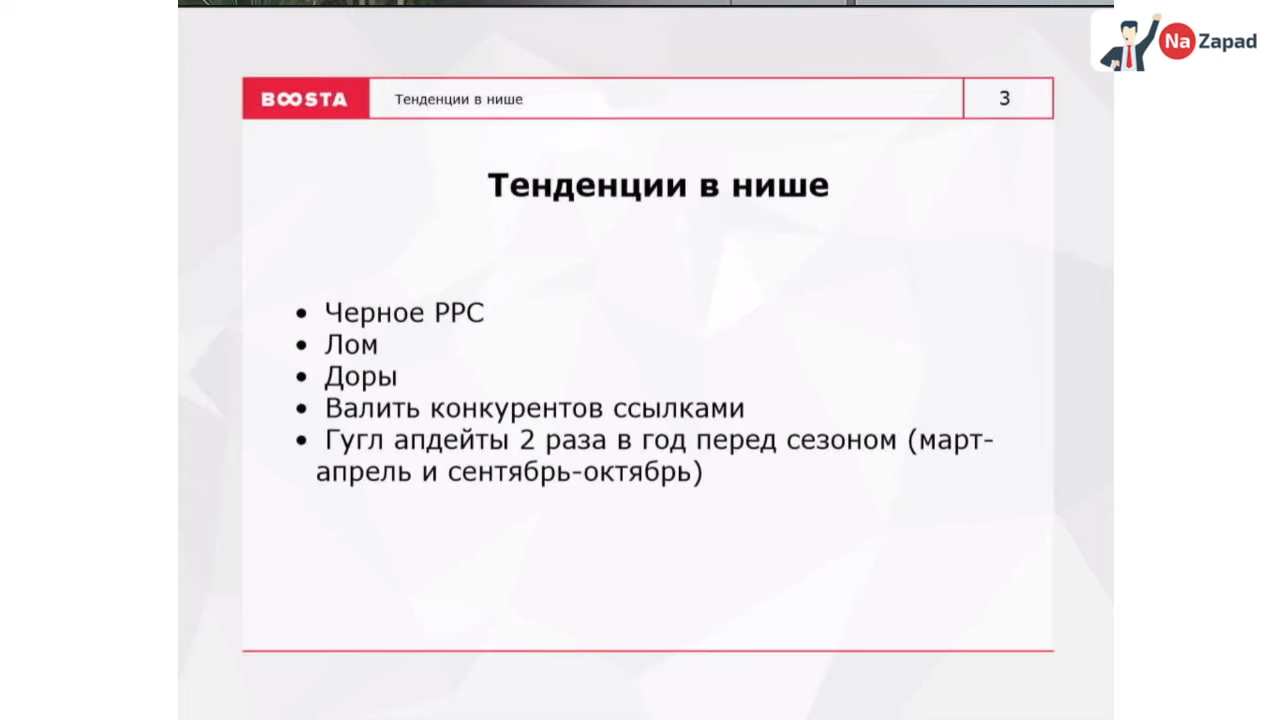 Na Zapad
BOOSTA
Тенденции в нише
3
Тенденции в нише
• Черное PPC
• Лом
• Доры
• Валить конкурентов ссылками
• Гугл апдейты 2 раза в год перед сезоном (март-
апрель и сентябрь-октябрь)